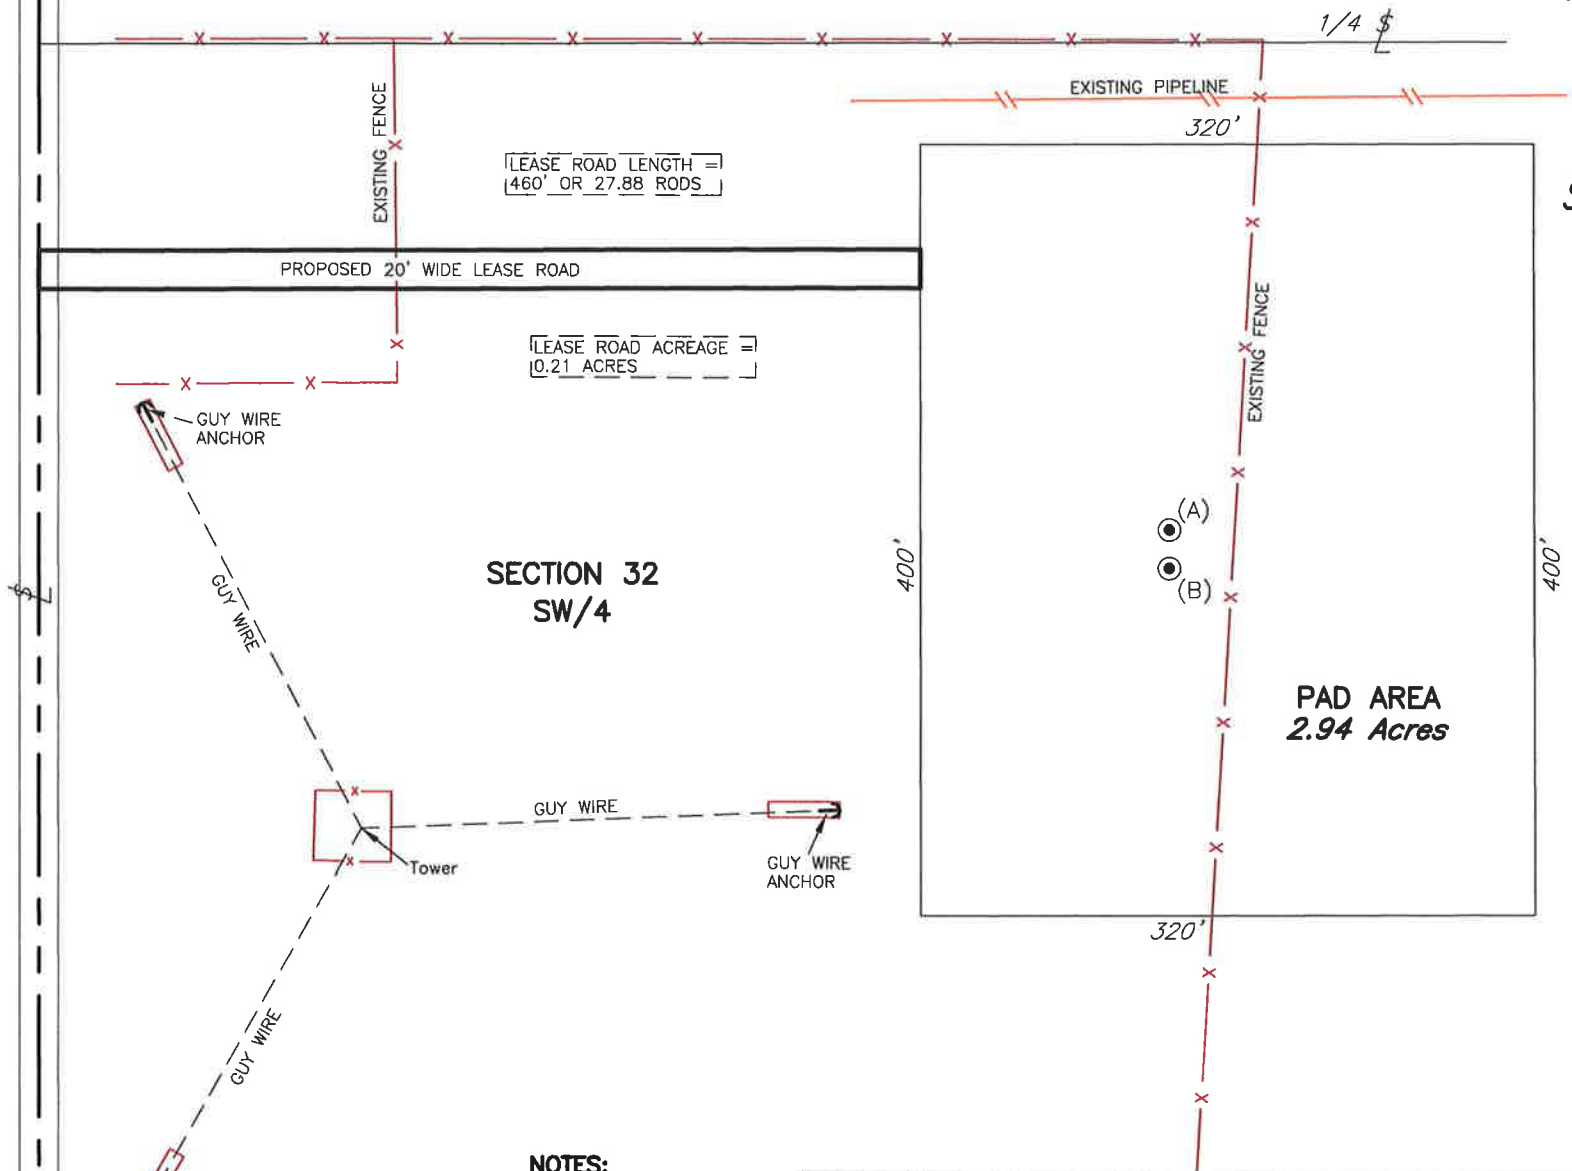 1/4
EXISTING PIPELINE
320'
EXISTING FENCE
LEASE ROAD LENGTH =
460' OR 27.88 RODS
PROPOSED 20' WIDE LEASE ROAD
EXISTING FENCE
LEASE ROAD ACREAGE =
0.21 ACRES
GUY WIRE
ANCHOR
(A)
(B)
400'
400'
SECTION 32
SW/4
GUY WIRE
PAD AREA
2.94 Acres
GUY WIRE
Tower
GUY WIRE
ANCHOR
320'
GUY WIRE
NOTES: